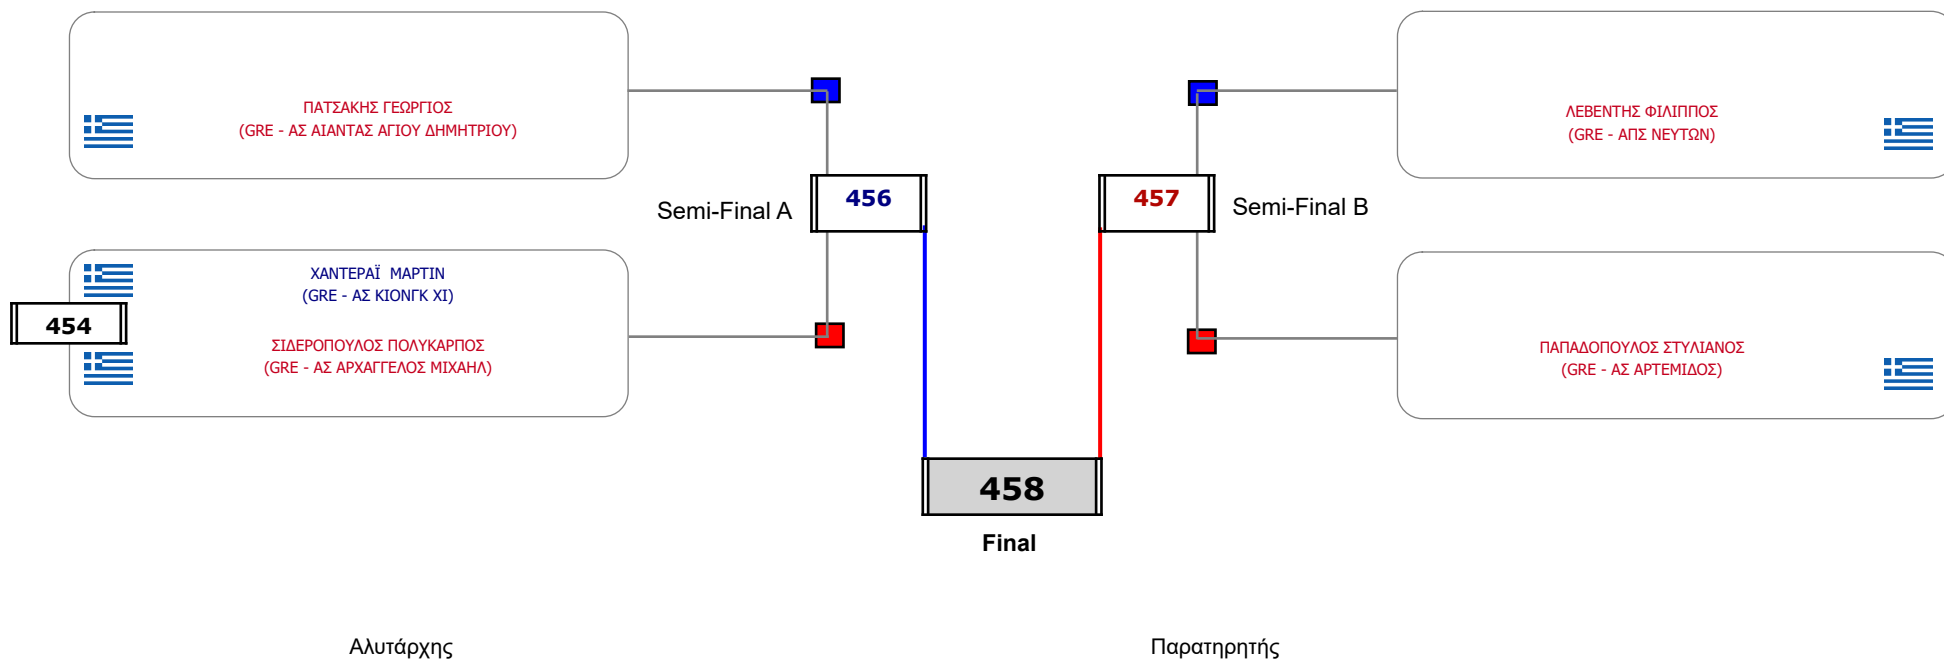 ΠΑΤΣΑΚΗΣ ΓΕΩΡΓΙΟΣ
(GRE - ΑΣ ΑΙΑΝΤΑΣ ΑΓΙΟΥ ΔΗΜΗΤΡΙΟΥ)
ΛΕΒΕΝΤΗΣ ΦΙΛΙΠΠΟΣ
(GRE - ΑΠΣ ΝΕΥΤΩΝ)
Semi-Final A
456
457
Semi-Final B
ΧΑΝΤΕΡΑΪ  ΜΑΡΤΙΝ
(GRE - ΑΣ ΚΙΟΝΓΚ ΧΙ)
454
ΣΙΔΕΡΟΠΟΥΛΟΣ ΠΟΛΥΚΑΡΠΟΣ
(GRE - ΑΣ ΑΡΧΑΓΓΕΛΟΣ ΜΙΧΑΗΛ)
ΠΑΠΑΔΟΠΟΥΛΟΣ ΣΤΥΛΙΑΝΟΣ
(GRE - ΑΣ ΑΡΤΕΜΙΔΟΣ)
458
Final
Αλυτάρχης
Παρατηρητής